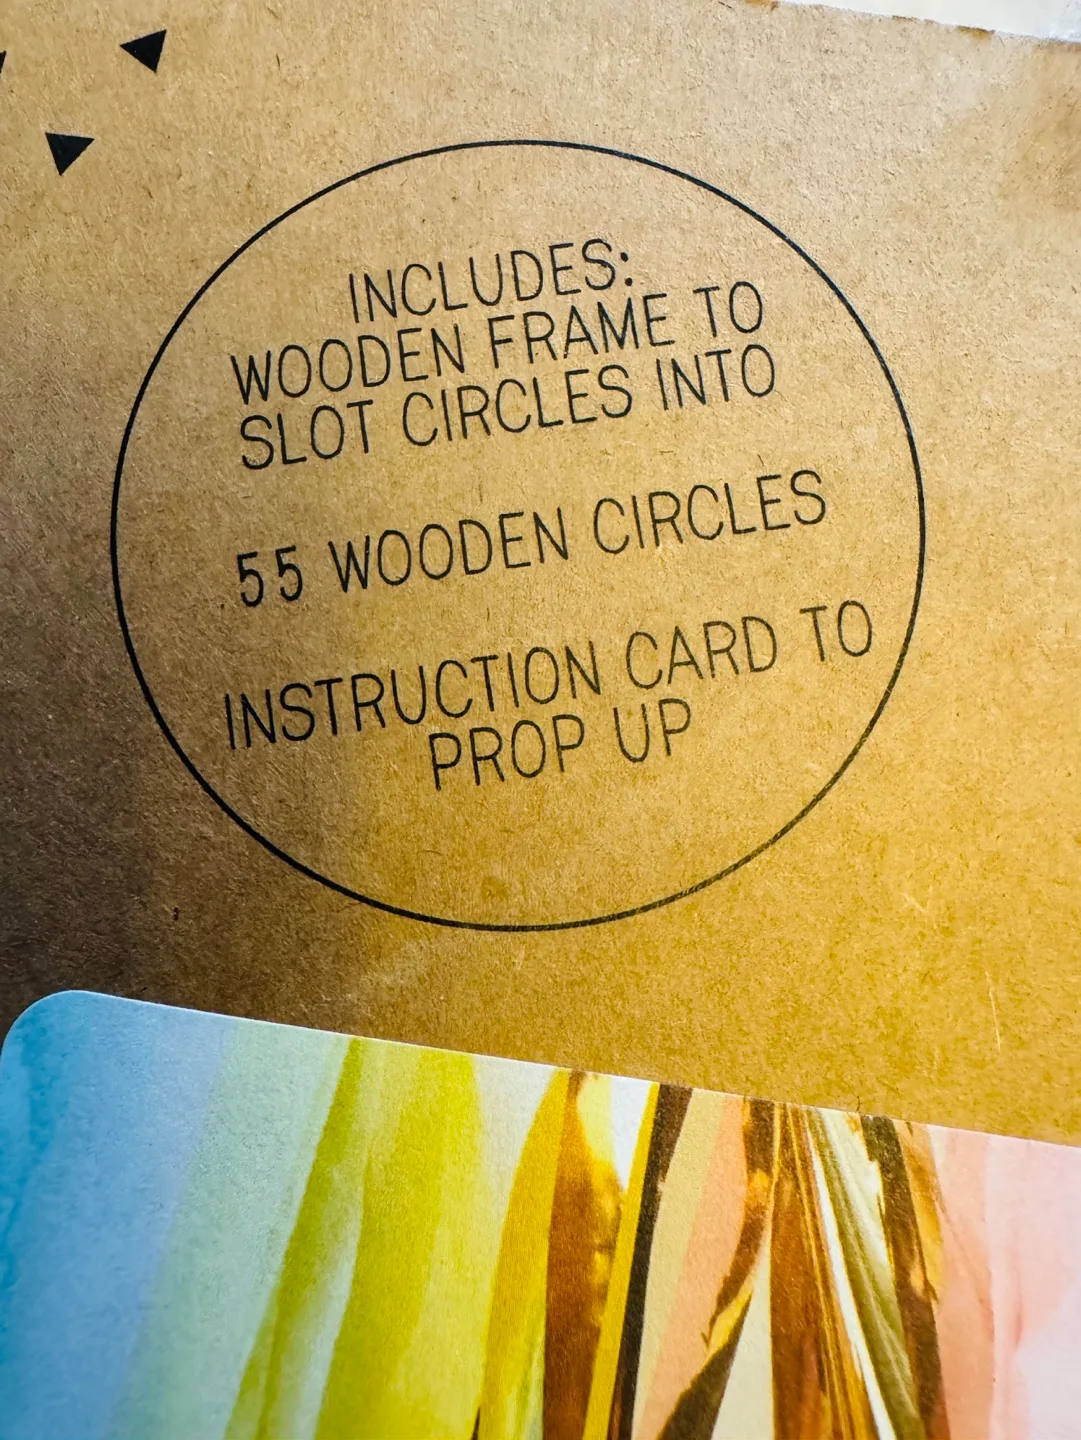 INCLUDES:
WOODEN FRAME TO
SLOT CIRCLES INTO
55 WOODEN CIRCLES
INSTRUCTION CARD TO
PROP UP